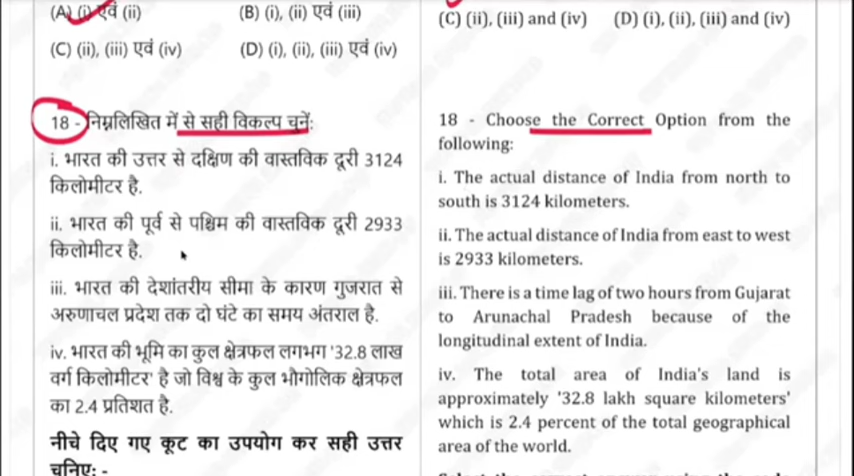 (A) (i) एवं (ii)
(B) (i), (ii) एवं (iii)
(C) (ii), (iii) एवं (iv)
(D) (i), (ii), (iii) एवं (iv)
18 - निम्नलिखित में से सही विकल्प चुनें:
i. भारत की उत्तर से दक्षिण की वास्तविक दूरी 3124
किलोमीटर है.
ii. भारत की पूर्व से पश्चिम की वास्तविक दूरी 2933
किलोमीटर है.
iii. भारत की देशांतरीय सीमा के कारण गुजरात से
अरुणाचल प्रदेश तक दो घंटे का समय अंतराल है.
iv. भारत की भूमि का कुल क्षेत्रफल लगभग '32.8 लाख
वर्ग किलोमीटर' है जो विश्व के कुल भौगोलिक क्षेत्रफल
का 2.4 प्रतिशत है.
नीचे दिए गए कूट का उपयोग कर सही उत्तर
चुनिए: -
(C) (ii), (iii) and (iv)
(D) (i), (ii), (iii) and (iv)
18 - Choose the Correct Option from the
following:
i. The actual distance of India from north to
south is 3124 kilometers.
ii. The actual distance of India from east to west
is 2933 kilometers.
iii. There is a time lag of two hours from Gujarat
to Arunachal Pradesh because of the
longitudinal extent of India.
iv. The total area of India's land is
approximately '32.8 lakh square kilometers'
which is 2.4 percent of the total geographical
area of the world.